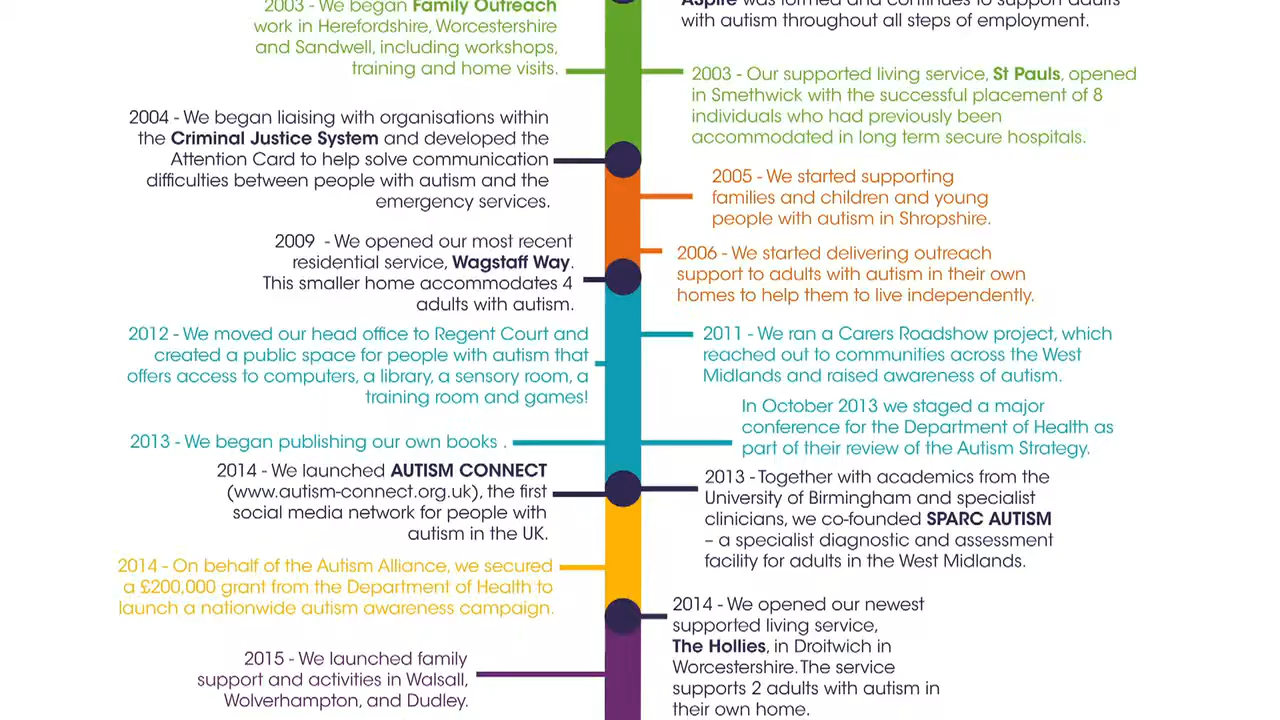 2003 - We began Family Outreach
work in Herefordshire, Worcestershire
and Sandwell, including workshops,
training and home visits.
ASpire was formed and continues to support adults
with autism throughout all steps of employment.
2003 - Our supported living service, St Pauls, opened
in Smethwick with the successful placement of 8
individuals who had previously been
accommodated in long term secure hospitals.
2004 - We began liaising with organisations within
the Criminal Justice System and developed the
Attention Card to help solve communication
difficulties between people with autism and the
emergency services.
2005 - We started supporting
families and children and young
people with autism in Shropshire.
2009 - We opened our most recent
residential service, Wagstaff Way.
This smaller home accommodates 4
adults with autism.
2006 - We started delivering outreach
support to adults with autism in their own
homes to help them to live independently.
2012 - We moved our head office to Regent Court and
created a public space for people with autism that
offers access to computers, a library, a sensory room, a
training room and games!
2011 - We ran a Carers Roadshow project, which
reached out to communities across the West
Midlands and raised awareness of autism.
In October 2013 we staged a major
conference for the Department of Health as
part of their review of the Autism Strategy.
2013 - We began publishing our own books .
2014 - We launched AUTISM CONNECT
(www.autism-connect.org.uk), the first
social media network for people with
autism in the UK.
2013 - Together with academics from the
University of Birmingham and specialist
clinicians, we co-founded SPARC AUTISM
– a specialist diagnostic and assessment
facility for adults in the West Midlands.
2014 - On behalf of the Autism Alliance, we secured
a £200,000 grant from the Department of Health to
launch a nationwide autism awareness campaign.
2014 - We opened our newest
supported living service,
The Hollies, in Droitwich in
Worcestershire. The service
supports 2 adults with autism in
their own home.
2015 - We launched family
support and activities in Walsall,
Wolverhampton, and Dudley.